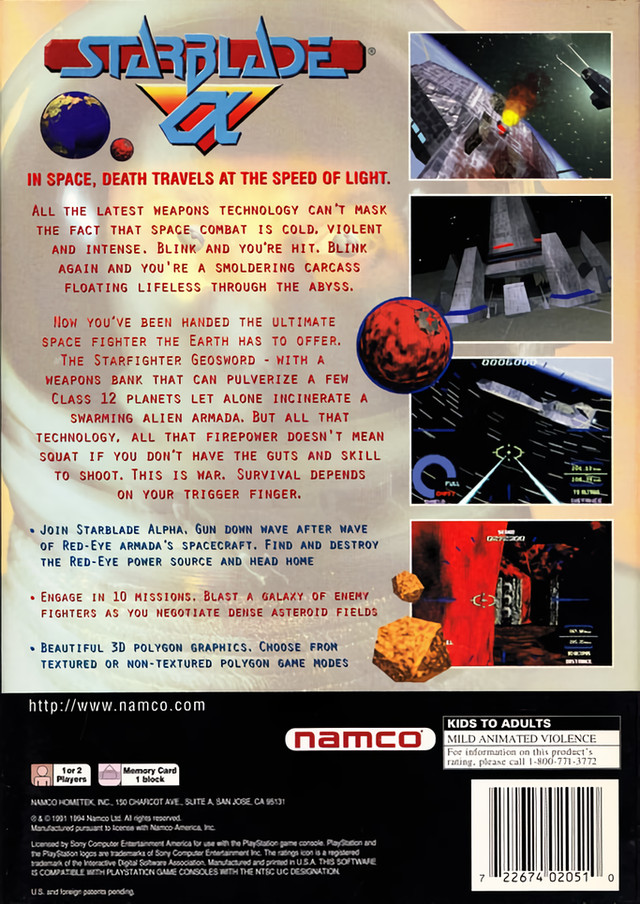 STARBLADE ®
α
IN SPACE, DEATH TRAVELS AT THE SPEED OF LIGHT.
ALL THE LATEST WEAPONS TECHNOLOGY CAN'T MASK
THE FACT THAT SPACE COMBAT IS COLD, VIOLENT
AND INTENSE. BLINK AND YOU'RE HIT. BLINK
AGAIN AND YOU'RE A SMOLDERING CARCASS
FLOATING LIFELESS THROUGH THE ABYSS.
NOW YOU'VE BEEN HANDED THE ULTIMATE
SPACE FIGHTER THE EARTH HAS TO OFFER.
THE STARFIGHTER GEOSWORD - WITH A
WEAPONS BANK THAT CAN PULVERIZE A FEW
CLASS 12 PLANETS LET ALONE INCINERATE A
SWARMING ALIEN ARMADA. BUT ALL THAT
TECHNOLOGY, ALL THAT FIREPOWER DOESN'T MEAN
SQUAT IF YOU DON'T HAVE THE GUTS AND SKILL
TO SHOOT. THIS IS WAR. SURVIVAL DEPENDS
ON YOUR TRIGGER FINGER.
• JOIN STARBLADE ALPHA. GUN DOWN WAVE AFTER WAVE
OF RED-EYE ARMADA'S SPACECRAFT. FIND AND DESTROY
THE RED-EYE POWER SOURCE AND HEAD HOME
• ENGAGE IN 10 MISSIONS. BLAST A GALAXY OF ENEMY
FIGHTERS AS YOU NEGOTIATE DENSE ASTEROID FIELDS
• BEAUTIFUL 3D POLYGON GRAPHICS. CHOOSE FROM
TEXTURED OR NON-TEXTURED POLYGON GAME MODES
FULL
http://www.namco.com
namco
KIDS TO ADULTS
MILD ANIMATED VIOLENCE
For information on this product's
rating, please call 1-800-771-3772
1 or 2
Players
Memory Card
1 block
NAMCO HOMETEK, INC., 150 CHARCOT AVE., SUITE A, SAN JOSE, CA 95131
® & © 1991 1994 Namco Ltd. All rights reserved.
Manufactured pursuant to license with Namco-America, Inc.
Licensed by Sony Computer Entertainment America for use with the PlayStation game console. PlayStation and
the PlayStation logos are trademarks of Sony Computer Entertainment Inc. The ratings icon is a registered
trademark of the Interactive Digital Software Association. Manufactured and printed in U.S.A. THIS SOFTWARE
IS COMPATIBLE WITH PLAYSTATION GAME CONSOLES WITH THE NTSC U/C DESIGNATION.
U.S. and foreign patents pending.
7 22674 02051 0